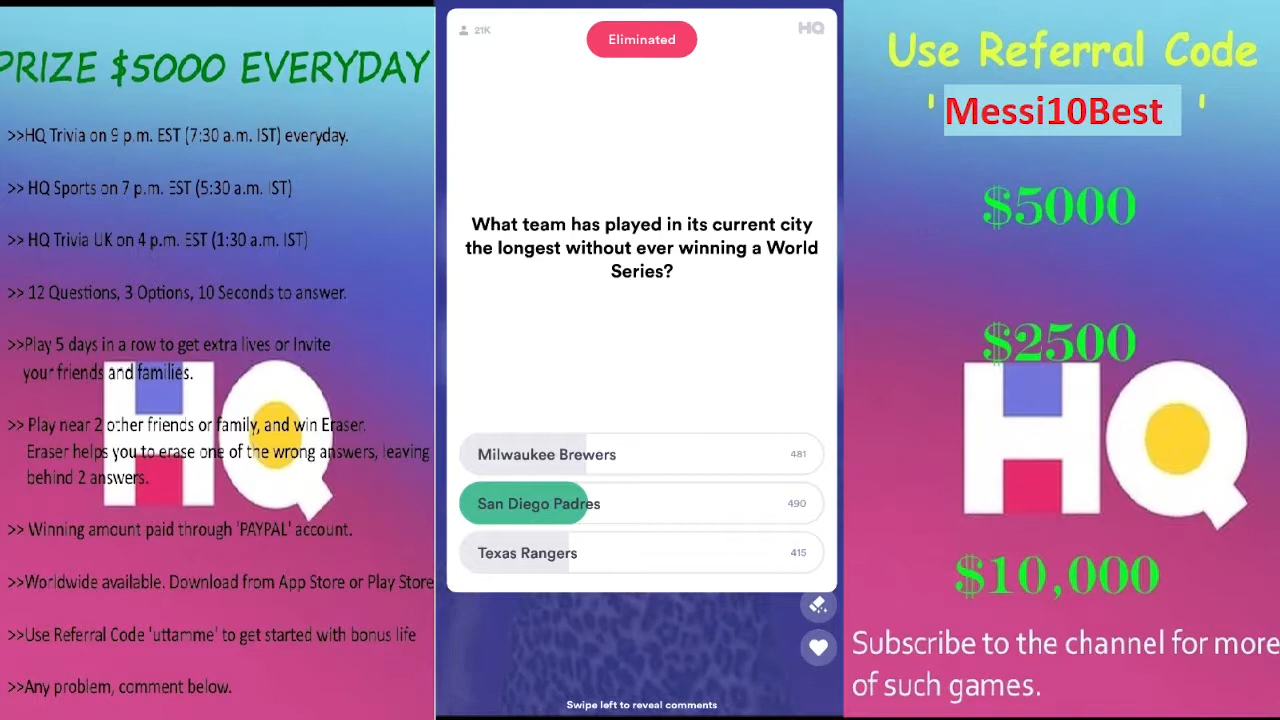 PRIZE $5000 EVERYDAY
>>HQ Trivia on 9 p.m. EST (7:30 a.m. IST) everyday.
>> HQ Sports on 7 p.m. EST (5:30 a.m. IST)
>> HQ Trivia UK on 4 p.m. EST (1:30 a.m. IST)
>> 12 Questions, 3 Options, 10 Seconds to answer.
>>Play 5 days in a row to get extra lives or Invite
your friends and families.
>> Play near 2 other friends or family, and win Eraser.
Eraser helps you to erase one of the wrong answers, leaving
behind 2 answers.
>> Winning amount paid through 'PAYPAL' account.
>>Worldwide available. Download from App Store or Play Store
>>Use Referral Code 'uttamme' to get started with bonus life
>>Any problem, comment below.
HQ
21K
Eliminated
HQ
What team has played in its current city
the longest without ever winning a World
Series?
Milwaukee Brewers 481
San Diego Padres 490
Texas Rangers 415
Swipe left to reveal comments
Use Referral Code
' Messi10Best '
$5000
$2500
HQ
$10,000
Subscribe to the channel for more
of such games.